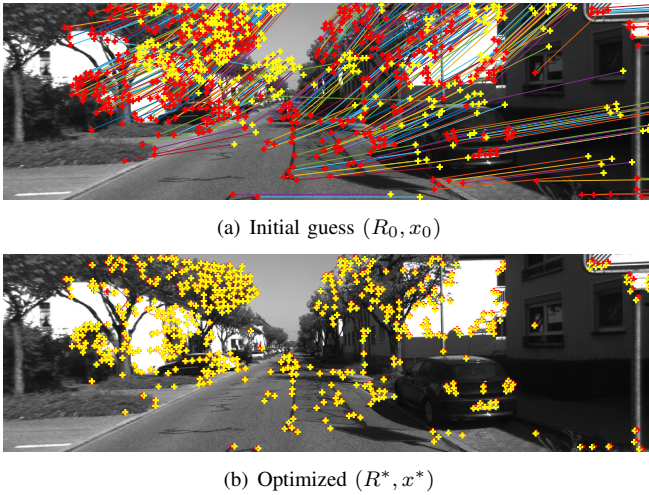 (a) Initial guess (R₀, x₀)
(b) Optimized (R*, x*)